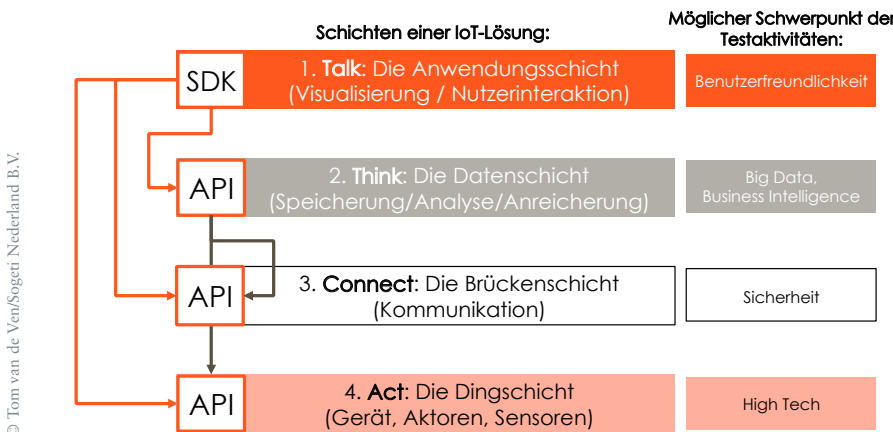 Schichten einer IoT-Lösung:
Möglicher Schwerpunkt der
Testaktivitäten:
SDK
1. Talk: Die Anwendungsschicht
(Visualisierung / Nutzerinteraktion)
Benutzerfreundlichkeit
API
2. Think: Die Datenschicht
(Speicherung/Analyse/Anreicherung)
Big Data,
Business Intelligence
API
3. Connect: Die Brückenschicht
(Kommunikation)
Sicherheit
API
4. Act: Die Dingschicht
(Gerät, Aktoren, Sensoren)
High Tech
© Tom van de Ven/Sogeti Nederland B.V.